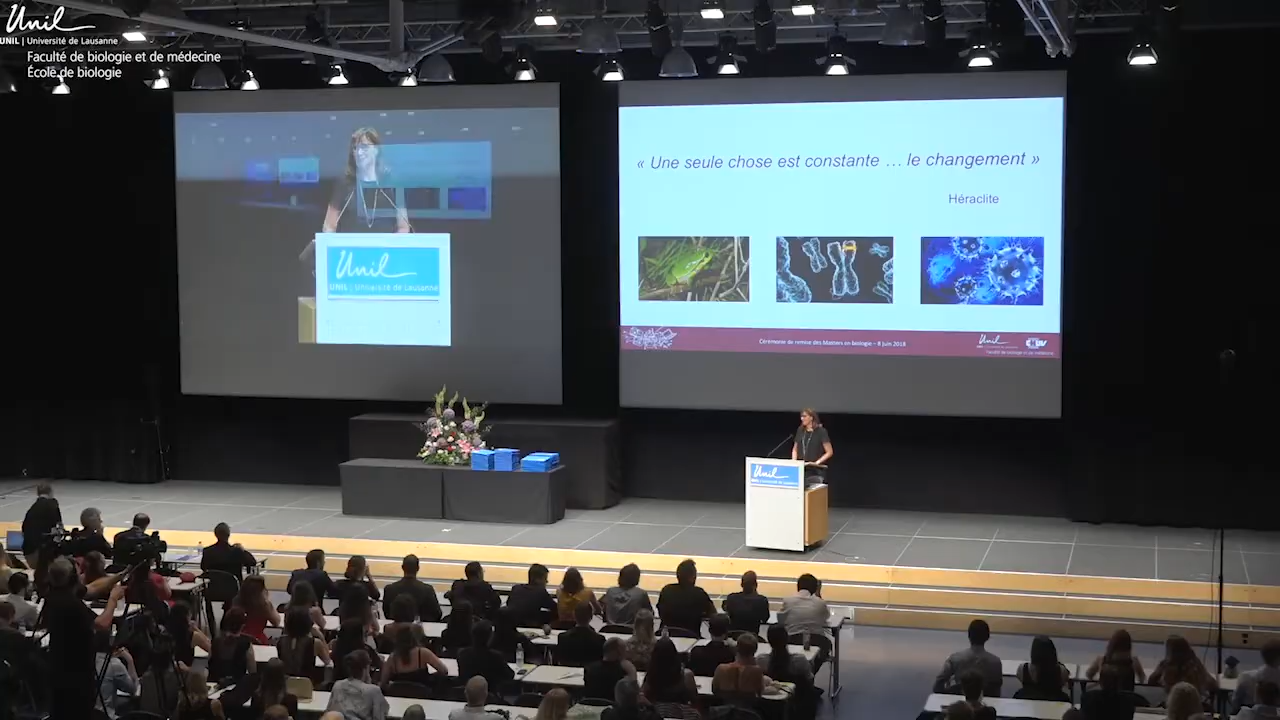 Unil
UNIL | Université de Lausanne
Faculté de biologie et de médecine
École de biologie
Unil
UNIL | Université de Lausanne
« Une seule chose est constante … le changement »
Héraclite
Cérémonie de remise des Masters en biologie – 8 juin 2018
Unil
Unil